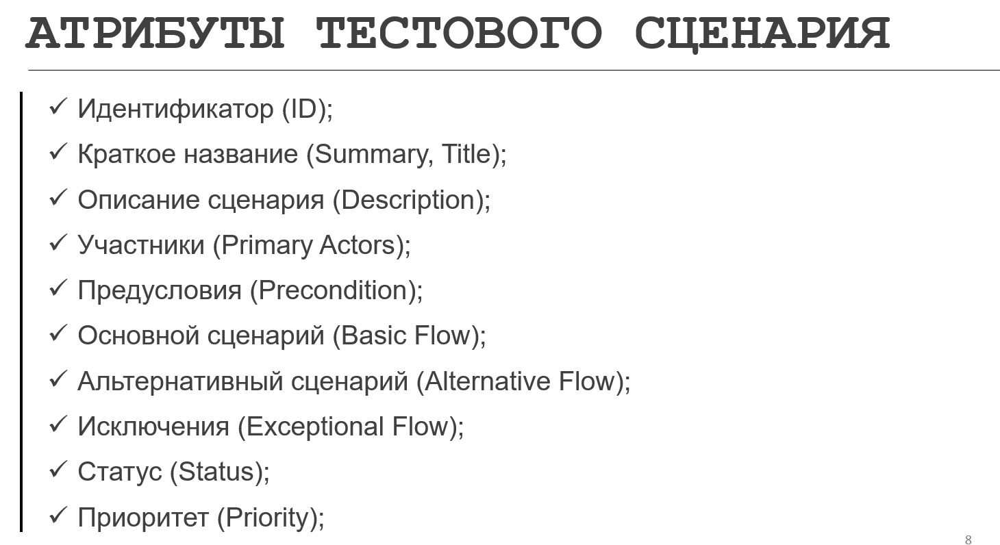 АТРИБУТЫ ТЕСТОВОГО СЦЕНАРИЯ
✓ Идентификатор (ID);
✓ Краткое название (Summary, Title);
✓ Описание сценария (Description);
✓ Участники (Primary Actors);
✓ Предусловия (Precondition);
✓ Основной сценарий (Basic Flow);
✓ Альтернативный сценарий (Alternative Flow);
✓ Исключения (Exceptional Flow);
✓ Статус (Status);
✓ Приоритет (Priority);
8